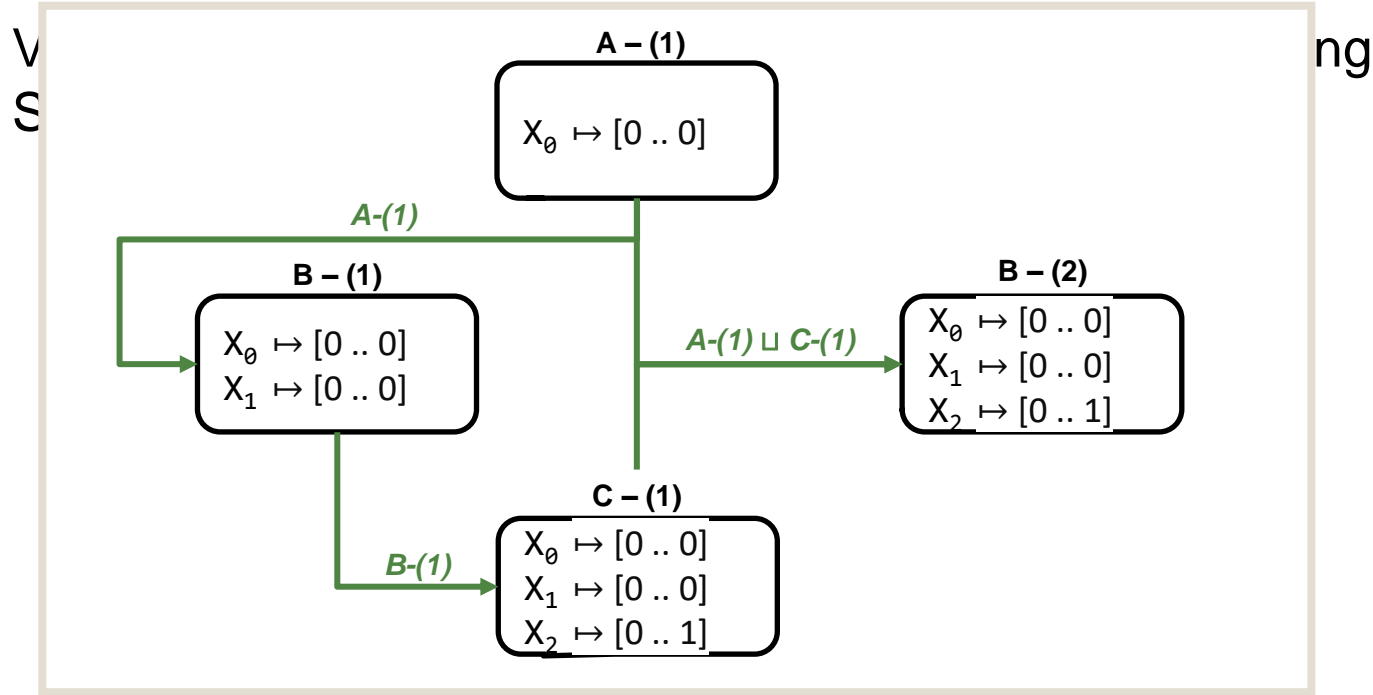 ng
A – (1)
X₀ ↦ [0 .. 0]
A-(1)
B – (1)
X₀ ↦ [0 .. 0]
X₁ ↦ [0 .. 0]
B – (2)
X₀ ↦ [0 .. 0]
X₁ ↦ [0 .. 0]
X₂ ↦ [0 .. 1]
A-(1) ⊔ C-(1)
C – (1)
X₀ ↦ [0 .. 0]
X₁ ↦ [0 .. 0]
X₂ ↦ [0 .. 1]
B-(1)